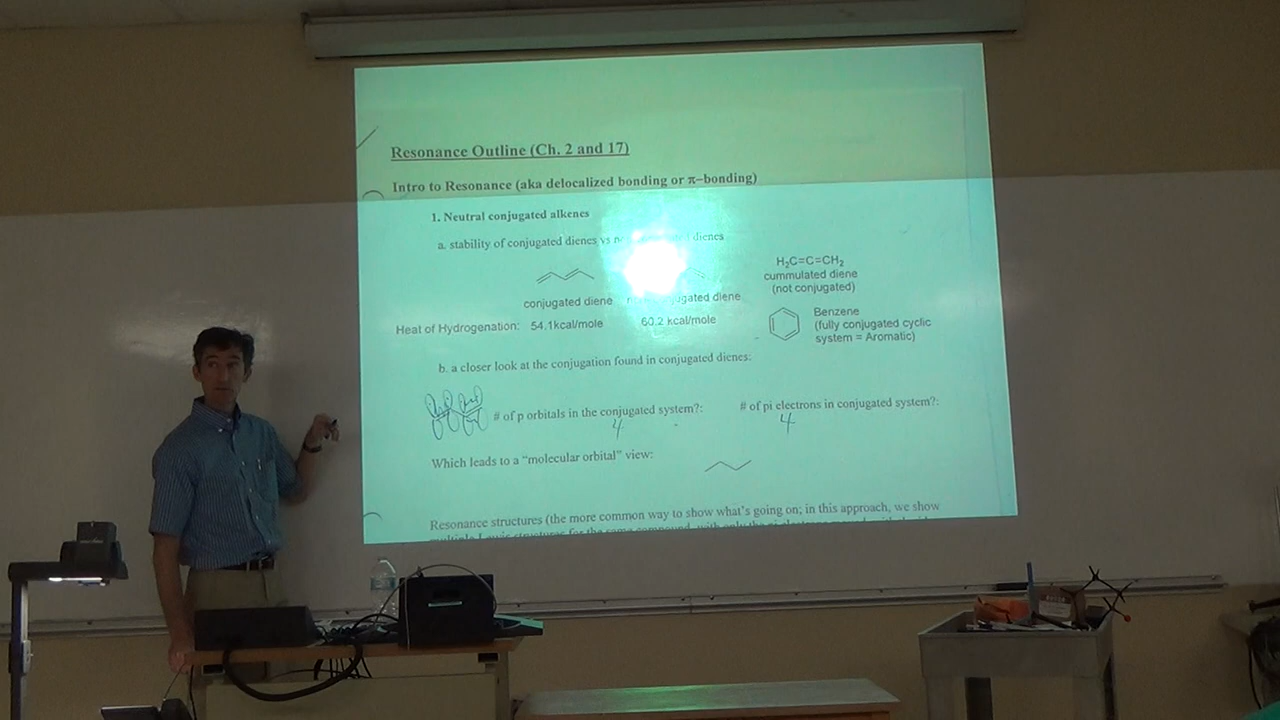 Resonance Outline (Ch. 2 and 17)
Intro to Resonance (aka delocalized bonding or π–bonding)
1. Neutral conjugated alkenes
a. stability of conjugated dienes vs dienes
H₂C=C=CH₂
cummulated diene
(not conjugated)
conjugated diene diene
Heat of Hydrogenation: 54.1kcal/mole 60.2 kcal/mole
Benzene
(fully conjugated cyclic
system = Aromatic)
b. a closer look at the conjugation found in conjugated dienes:
# of p orbitals in the conjugated system?: # of pi electrons in conjugated system?:
4 4
Which leads to a “molecular orbital” view:
Resonance structures (the more common way to show what's going on; in this approach, we show